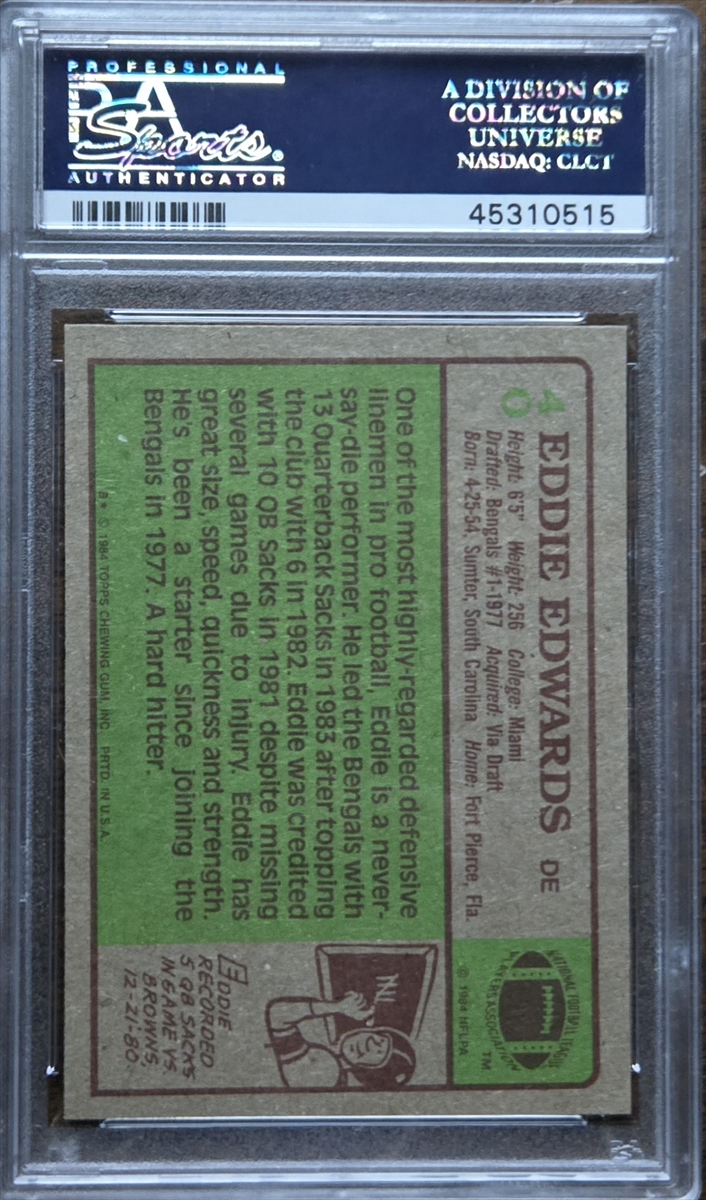 PROFESSIONAL
PSA
Sports®
AUTHENTICATOR
A DIVISION OF
COLLECTORS
UNIVERSE
NASDAQ: CLCT
45310515
40
EDDIE EDWARDS DE
Height: 6'5" Weight: 256 College: Miami
Drafted: Bengals #1-1977 Acquired: Via Draft
Born: 4-25-54, Sumter, South Carolina Home: Fort Pierce, Fla.
NATIONAL FOOTBALL LEAGUE
PLAYERS ASSOCIATION
TM
© 1984 NFLPA
One of the most highly-regarded defensive
linemen in pro football, Eddie is a never-
say-die performer. He led the Bengals with
13 Quarterback Sacks in 1983 after topping
the club with 6 in 1982. Eddie was credited
with 10 QB Sacks in 1981 despite missing
several games due to injury. Eddie has
great size, speed, quickness and strength.
He's been a starter since joining the
Bengals in 1977. A hard hitter.
EDDIE
RECORDED
5 QB SACKS
IN GAME VS.
BROWNS,
12-21-80.
© 1984 TOPPS CHEWING GUM, INC. PRTD. IN U.S.A.